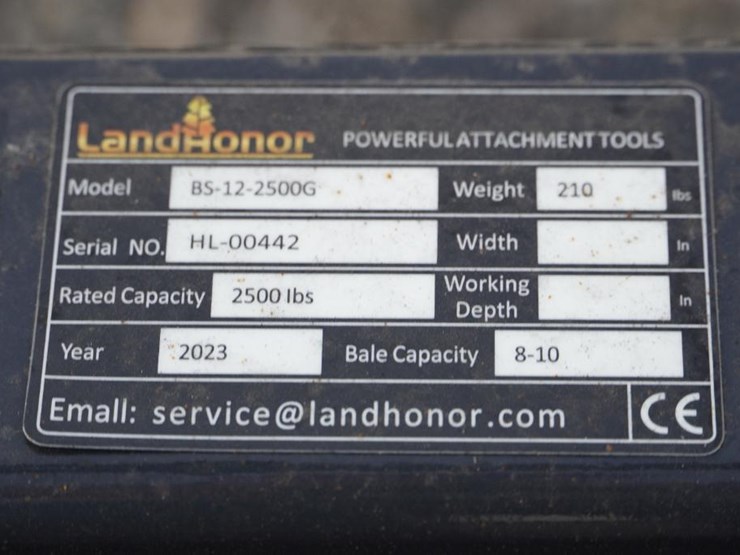 LandHonor POWERFUL ATTACHMENT TOOLS
Model BS-12-2500G Weight 210 lbs
Serial NO. HL-00442 Width In
Rated Capacity 2500 lbs Working Depth In
Year 2023 Bale Capacity 8-10
Emall: service@landhonor.com CE